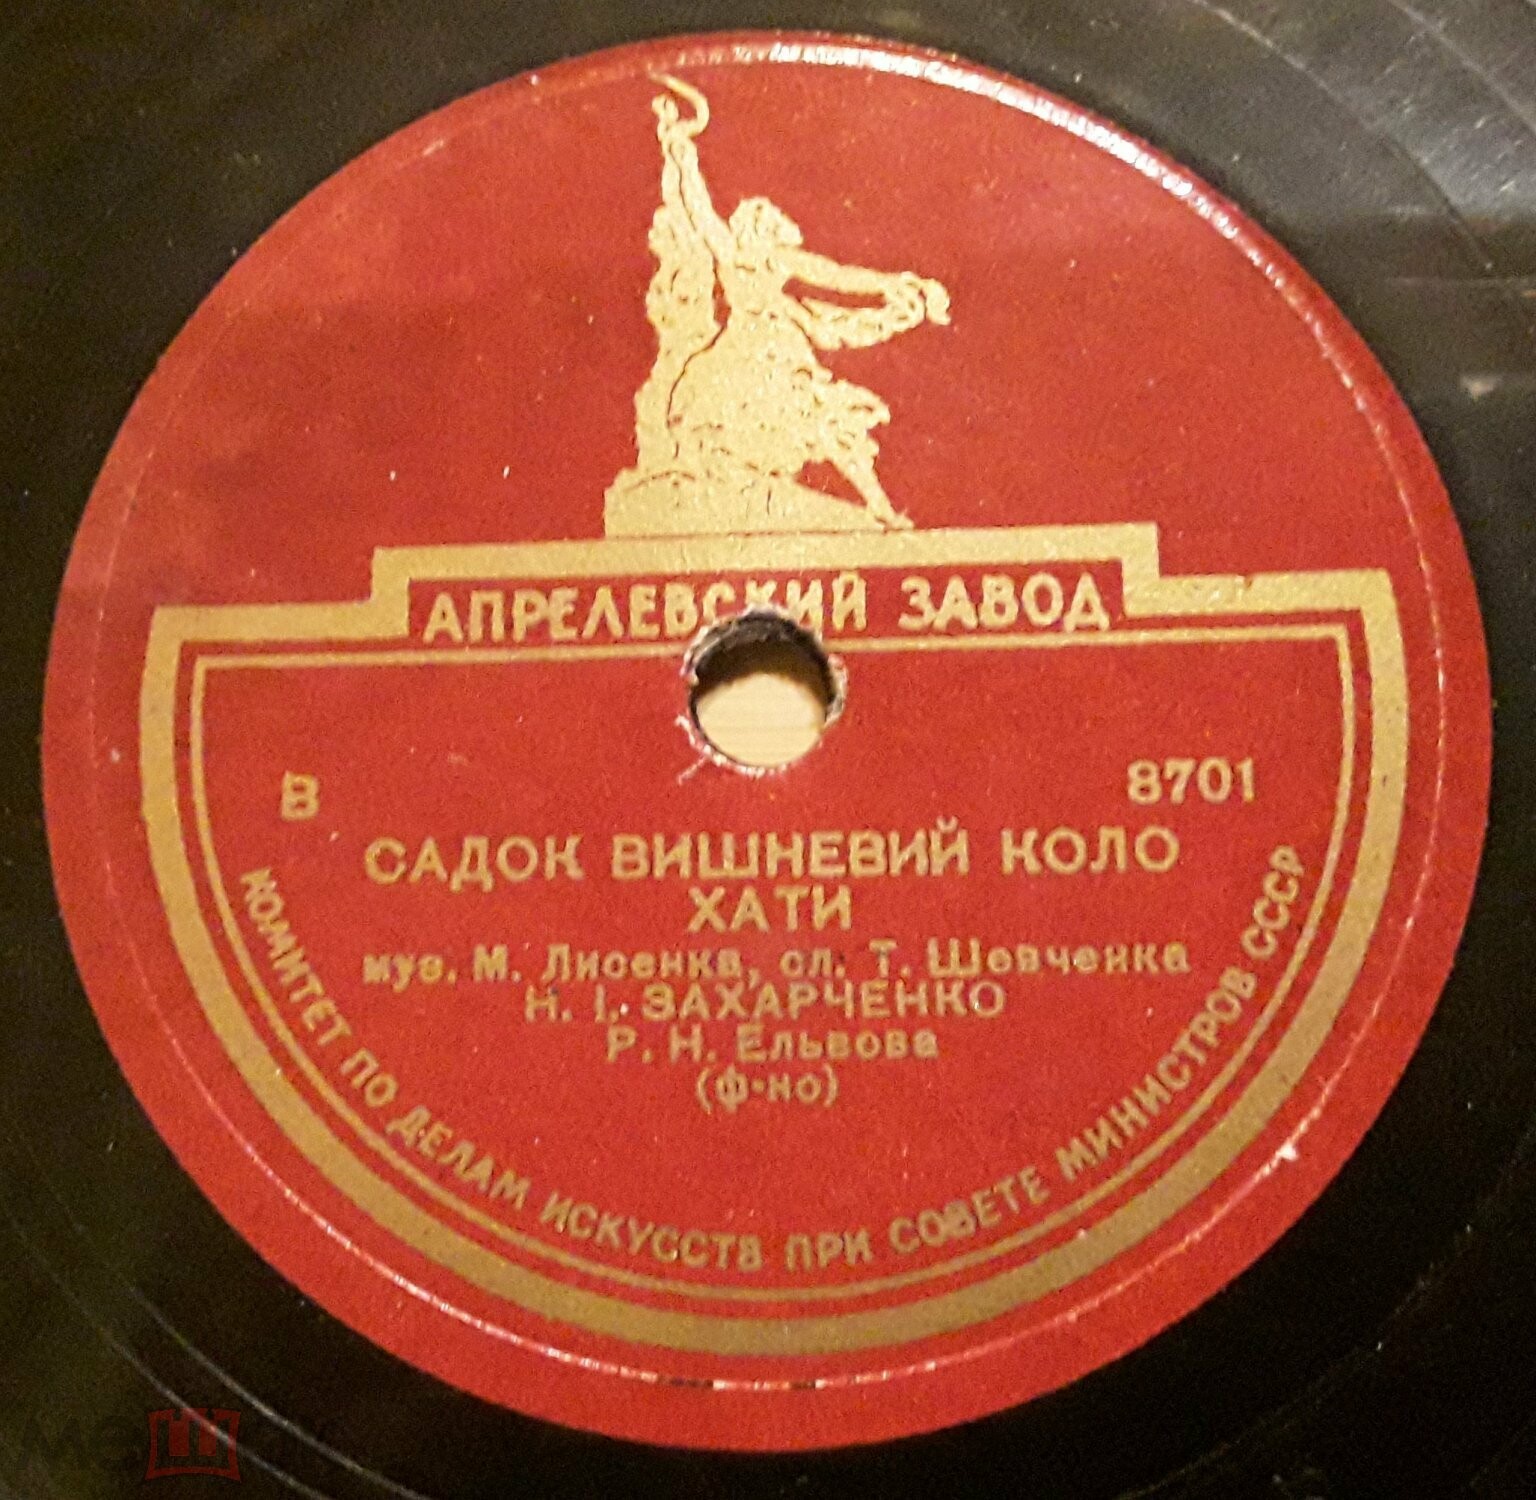 АПРЕЛЕВСКИЙ ЗАВОД
В 8701
САДОК ВИШНЕВИЙ КОЛО
ХАТИ
муз. М. Лисенка, сл. Т. Шевченка
Н. І. ЗАХАРЧЕНКО
Р. Н. Ельвова
(ф-но)
КОМИТЕТ ПО ДЕЛАМ ИСКУССТВ ПРИ СОВЕТЕ МИНИСТРОВ СССР